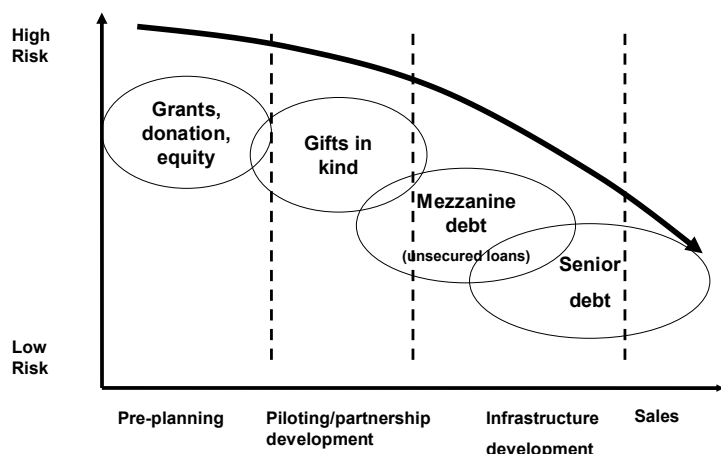 High
Risk
Grants,
donation,
equity
Gifts in
kind
Mezzanine
debt
(unsecured loans)
Senior
debt
Low
Risk
Pre-planning
Piloting/partnership
development
Infrastructure
development
Sales